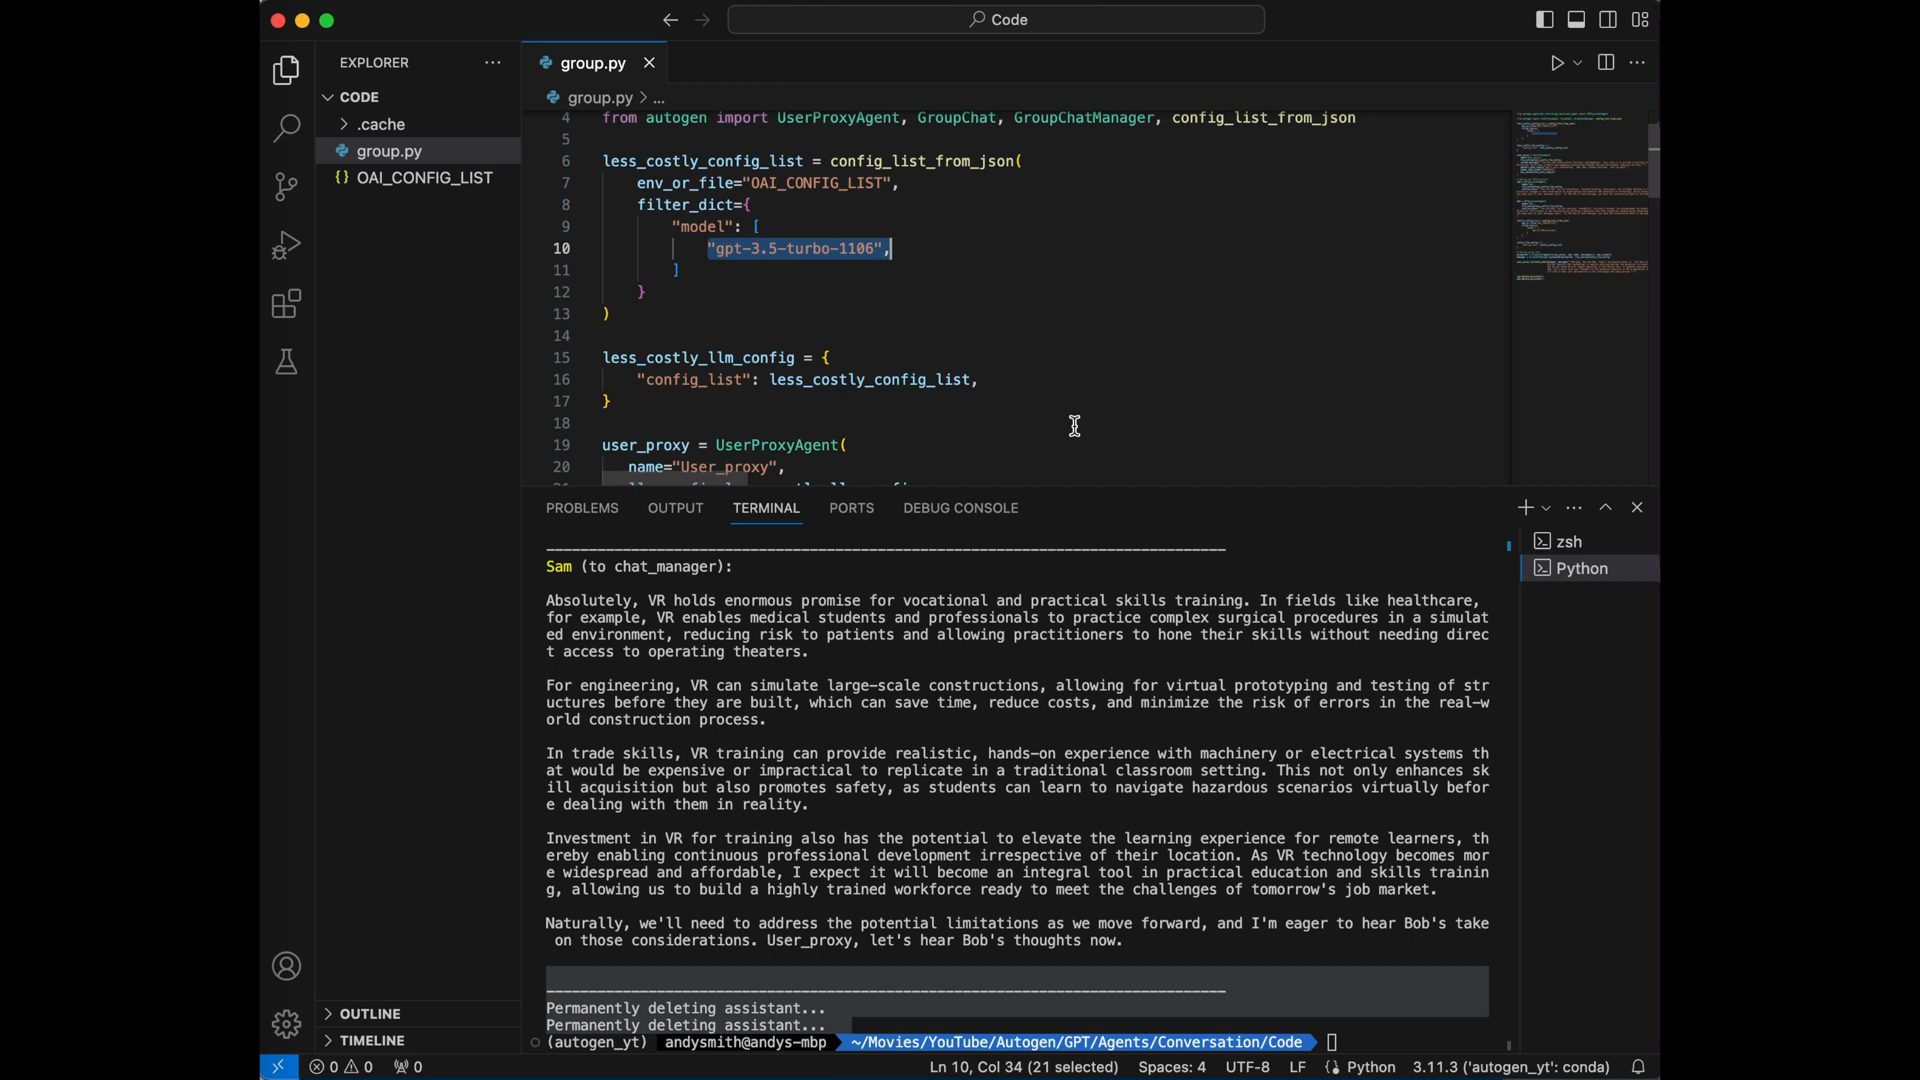 Code
EXPLORER
CODE
.cache
group.py
OAI_CONFIG_LIST
OUTLINE
TIMELINE
group.py
group.py > ...
4 from autogen import UserProxyAgent, GroupChat, GroupChatManager, config_list_from_json
5
6 less_costly_config_list = config_list_from_json(
7 env_or_file="OAI_CONFIG_LIST",
8 filter_dict={
9 "model": [
10 "gpt-3.5-turbo-1106",
11 ]
12 }
13 )
14
15 less_costly_llm_config = {
16 "config_list": less_costly_config_list,
17 }
18
19 user_proxy = UserProxyAgent(
20 name="User_proxy",
PROBLEMS OUTPUT TERMINAL PORTS DEBUG CONSOLE
zsh
Python
Sam (to chat_manager):
Absolutely, VR holds enormous promise for vocational and practical skills training. In fields like healthcare,
for example, VR enables medical students and professionals to practice complex surgical procedures in a simulat
ed environment, reducing risk to patients and allowing practitioners to hone their skills without needing direc
t access to operating theaters.
For engineering, VR can simulate large-scale constructions, allowing for virtual prototyping and testing of str
uctures before they are built, which can save time, reduce costs, and minimize the risk of errors in the real-w
orld construction process.
In trade skills, VR training can provide realistic, hands-on experience with machinery or electrical systems th
at would be expensive or impractical to replicate in a traditional classroom setting. This not only enhances sk
ill acquisition but also promotes safety, as students can learn to navigate hazardous scenarios virtually befor
e dealing with them in reality.
Investment in VR for training also has the potential to elevate the learning experience for remote learners, th
ereby enabling continuous professional development irrespective of their location. As VR technology becomes mor
e widespread and affordable, I expect it will become an integral tool in practical education and skills trainin
g, allowing us to build a highly trained workforce ready to meet the challenges of tomorrow's job market.
Naturally, we'll need to address the potential limitations as we move forward, and I'm eager to hear Bob's take
on those considerations. User_proxy, let's hear Bob's thoughts now.
Permanently deleting assistant...
Permanently deleting assistant...
(autogen_yt) andysmith@andys-mbp ~/Movies/YouTube/Autogen/GPT/Agents/Conversation/Code
0 0 0 Ln 10, Col 34 (21 selected) Spaces: 4 UTF-8 LF Python 3.11.3 ('autogen_yt': conda)